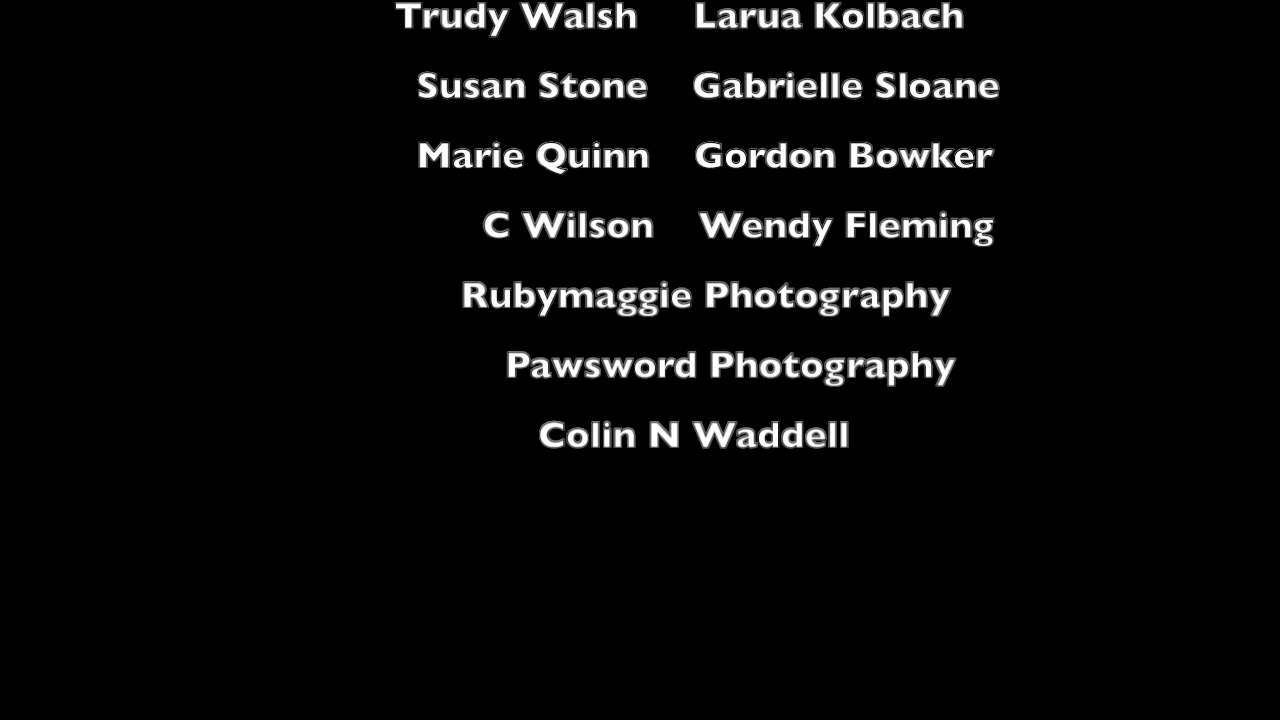 Trudy Walsh Larua Kolbach
Susan Stone Gabrielle Sloane
Marie Quinn Gordon Bowker
C Wilson Wendy Fleming
Rubymaggie Photography
Pawsword Photography
Colin N Waddell